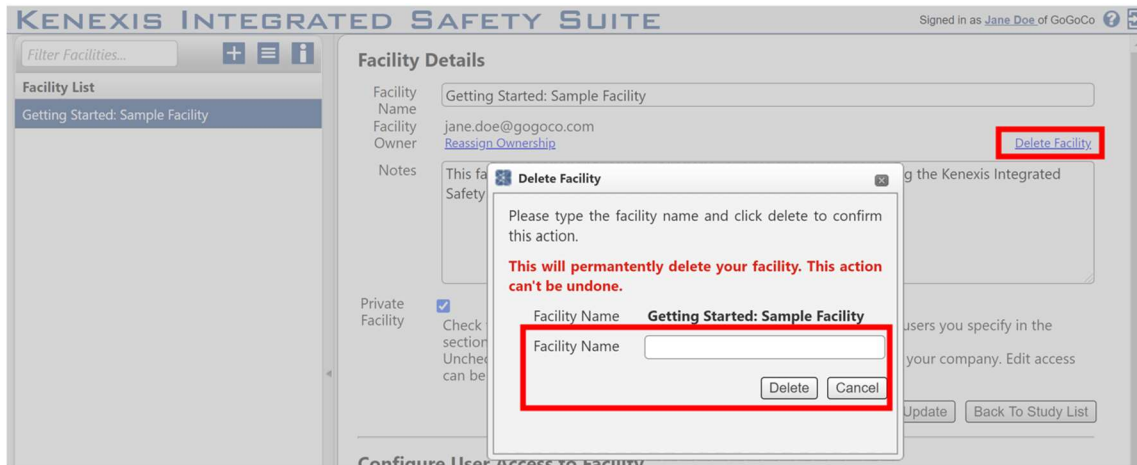 KENEXIS INTEGRATED SAFETY SUITE
Signed in as Jane Doe of GoGoCo
Filter Facilities...
Facility List
Getting Started: Sample Facility
Facility Details
Facility Name
Getting Started: Sample Facility
Facility Owner
jane.doe@gogoco.com
Reassign Ownership
Delete Facility
Notes
This fa
g the Kenexis Integrated
Safety
Delete Facility
Please type the facility name and click delete to confirm
this action.
This will permantently delete your facility. This action
can't be undone.
Facility Name Getting Started: Sample Facility
Facility Name
Delete Cancel
Private Facility
Check
users you specify in the
section
Unchec
your company. Edit access
can be
Update Back To Study List
Configure User Access to Facility